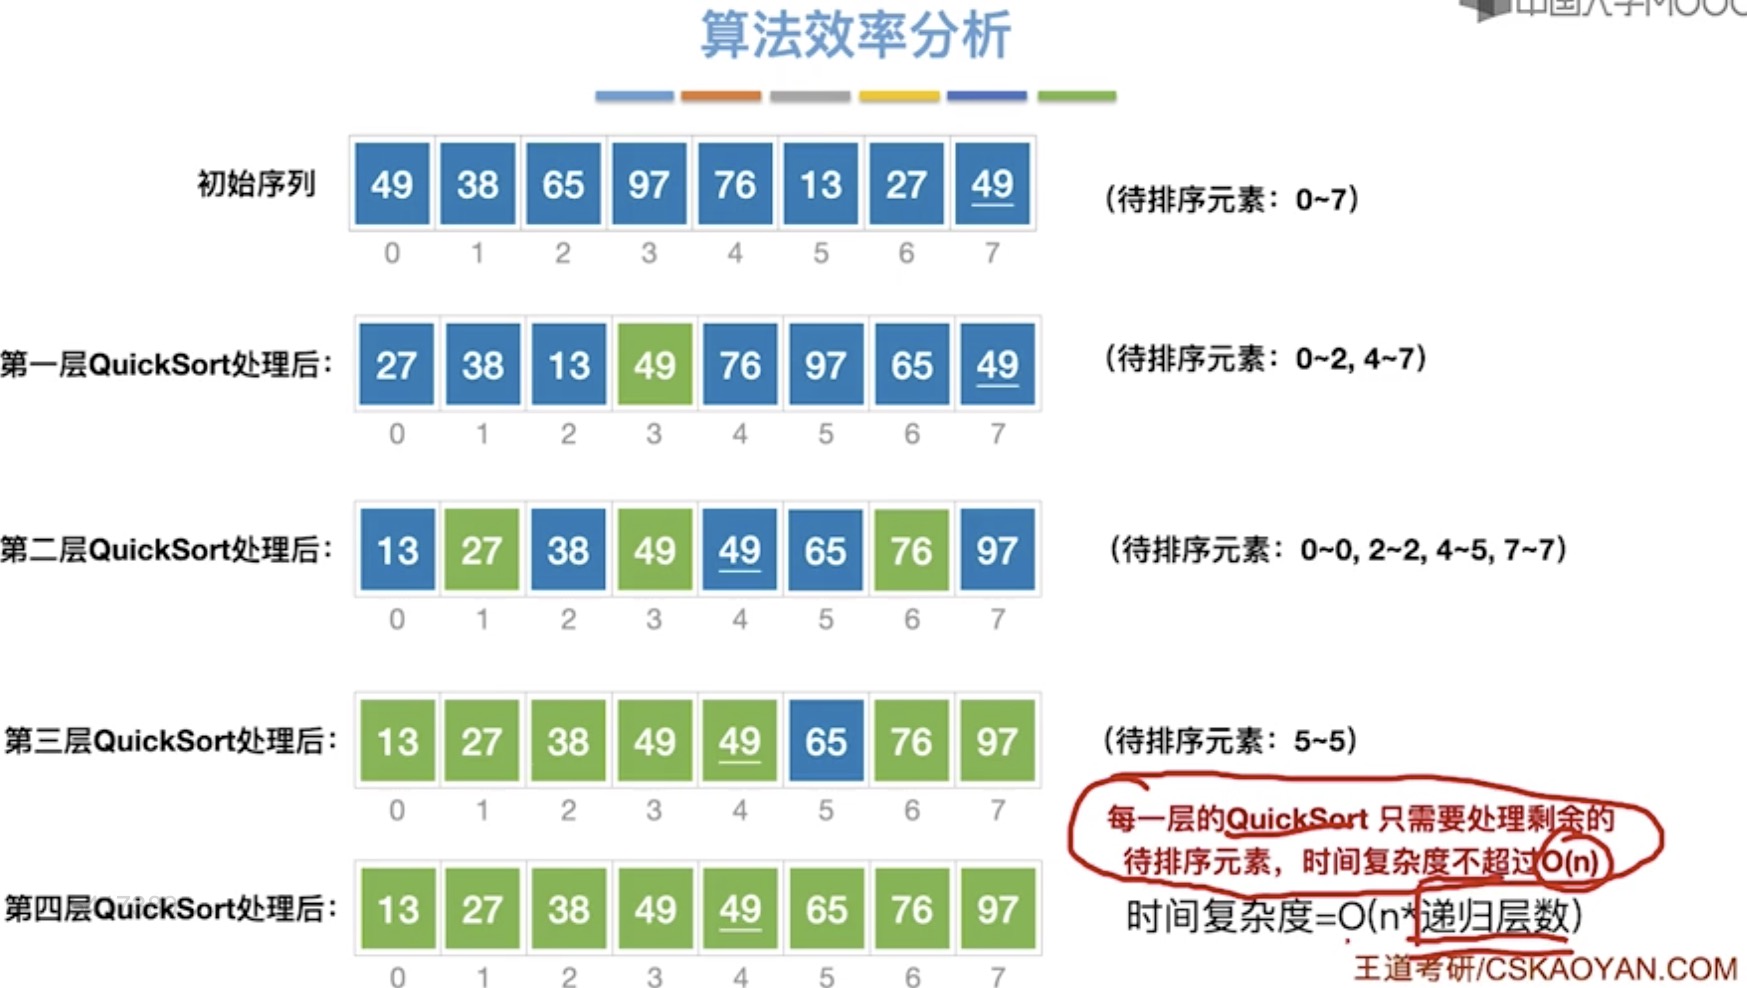 中国大学MOOC
算法效率分析
初始序列 49 38 65 97 76 13 27 49 (待排序元素：0~7)
0 1 2 3 4 5 6 7
第一层QuickSort处理后： 27 38 13 49 76 97 65 49 (待排序元素：0~2, 4~7)
0 1 2 3 4 5 6 7
第二层QuickSort处理后： 13 27 38 49 49 65 76 97 (待排序元素：0~0, 2~2, 4~5, 7~7)
0 1 2 3 4 5 6 7
第三层QuickSort处理后： 13 27 38 49 49 65 76 97 (待排序元素：5~5)
0 1 2 3 4 5 6 7
每一层的QuickSort 只需要处理剩余的
待排序元素，时间复杂度不超过O(n)
第四层QuickSort处理后： 13 27 38 49 49 65 76 97 时间复杂度=O(n*递归层数)
0 1 2 3 4 5 6 7
王道考研/CSKAOYAN.COM